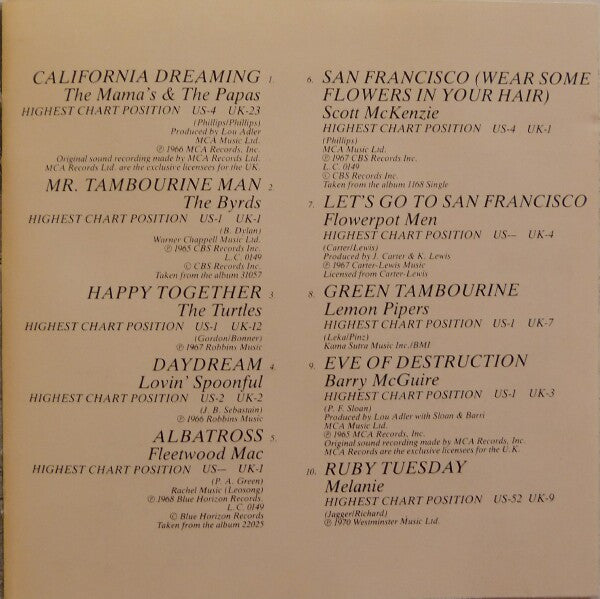 CALIFORNIA DREAMING 1.
The Mama's & The Papas
HIGHEST CHART POSITION US-4 UK-23
(Phillips/Phillips)
Produced by Lou Adler
MCA Music Ltd.
℗ 1966 MCA Records, Inc.
Original sound recording made by MCA Records Ltd.
MCA Records Ltd. are the exclusive licensees for the UK.
MR. TAMBOURINE MAN 2.
The Byrds
HIGHEST CHART POSITION US-1 UK-1
(B. Dylan)
Warner Chappell Music Ltd.
℗ 1965 CBS Records Inc.
L.C. 0149
© CBS Records Inc.
Taken from the album 31057
HAPPY TOGETHER 3.
The Turtles
HIGHEST CHART POSITION US-1 UK-12
(Gordon/Bonner)
℗ 1967 Robbins Music
DAYDREAM 4.
Lovin' Spoonful
HIGHEST CHART POSITION US-2 UK-2
(J. B. Sebastain)
℗ 1966 Robbins Music
ALBATROSS 5.
Fleetwood Mac
HIGHEST CHART POSITION US-– UK-1
(P. A. Green)
Rachel Music (Leosong)
℗ 1968 Blue Horizon Records.
L.C. 0149
© Blue Horizon Records
Taken from the album 22025
6. SAN FRANCISCO (WEAR SOME
FLOWERS IN YOUR HAIR)
Scott McKenzie
HIGHEST CHART POSITION US-4 UK-1
(Phillips)
MCA Music Ltd.
℗ 1967 CBS Records Inc.
L.C. 0149
© CBS Records Inc.
Taken from the album 1168 Single
7. LET'S GO TO SAN FRANCISCO
Flowerpot Men
HIGHEST CHART POSITION US-– UK-4
(Carter/Lewis)
Produced by J. Carter & K. Lewis
℗ 1967 Carter-Lewis Music
Licensed from Carter-Lewis
8. GREEN TAMBOURINE
Lemon Pipers
HIGHEST CHART POSITION US-1 UK-7
(Leka/Pinz)
Kama Sutra Music Inc./BMI
9. EVE OF DESTRUCTION
Barry McGuire
HIGHEST CHART POSITION US-1 UK-3
(P. F. Sloan)
Produced by Lou Adler with Sloan & Barri
MCA Music Ltd.
℗ 1965 MCA Records, Inc.
Original sound recording made by MCA Records, Inc.
MCA Records are the exclusive licensees for the U.K.
10. RUBY TUESDAY
Melanie
HIGHEST CHART POSITION US-52 UK-9
(Jagger/Richard)
℗ 1970 Westminster Music Ltd.